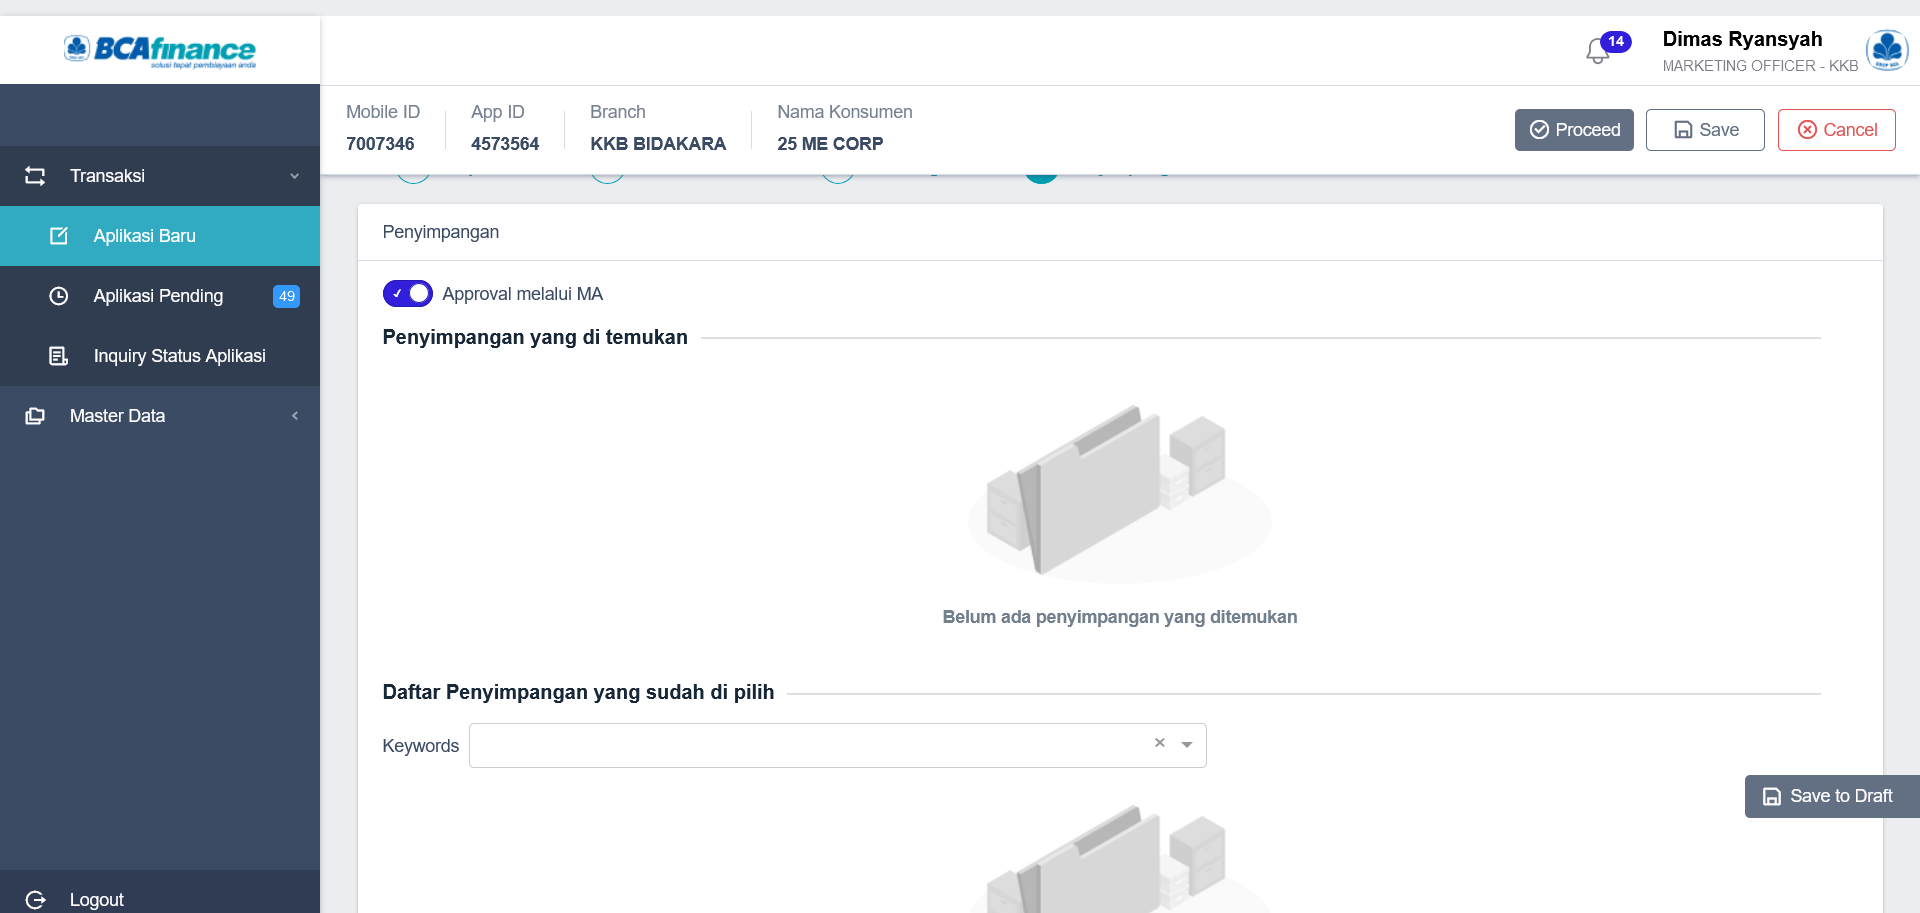 BCAfinance
solusi tepat pembiayaan anda
14
Dimas Ryansyah
MARKETING OFFICER - KKB
Mobile ID
7007346
App ID
4573564
Branch
KKB BIDAKARA
Nama Konsumen
25 ME CORP
Proceed
Save
Cancel
Transaksi
Aplikasi Baru
Aplikasi Pending
49
Inquiry Status Aplikasi
Master Data
Logout
Penyimpangan
Approval melalui MA
Penyimpangan yang di temukan
Belum ada penyimpangan yang ditemukan
Daftar Penyimpangan yang sudah di pilih
Keywords
Save to Draft